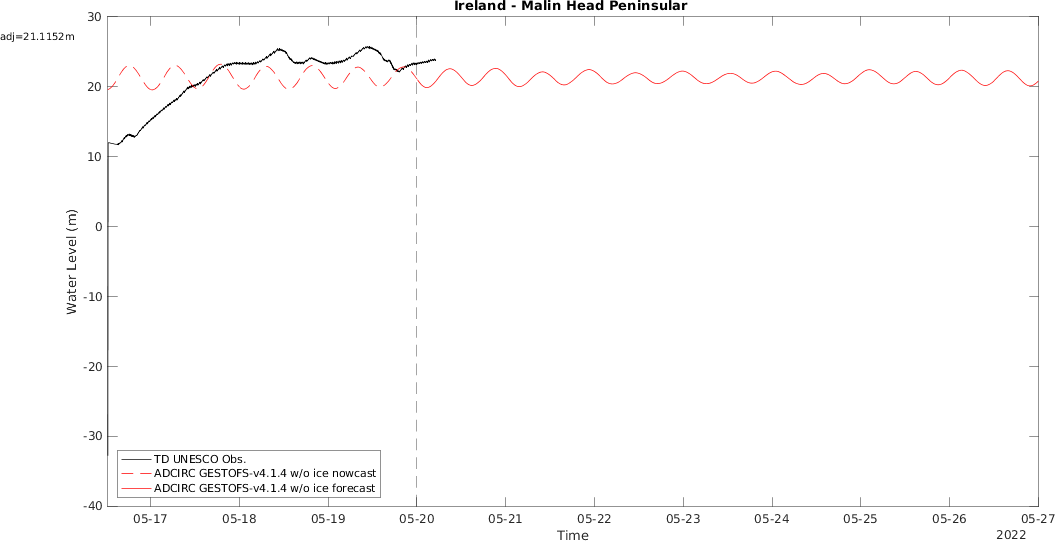 Ireland - Malin Head Peninsular
adj=21.1152m
30
20
10
0
-10
-20
-30
-40
Water Level (m)
TD UNESCO Obs.
ADCIRC GESTOFS-v4.1.4 w/o ice nowcast
ADCIRC GESTOFS-v4.1.4 w/o ice forecast
05-17 05-18 05-19 05-20 05-21 05-22 05-23 05-24 05-25 05-26 05-27
Time
2022